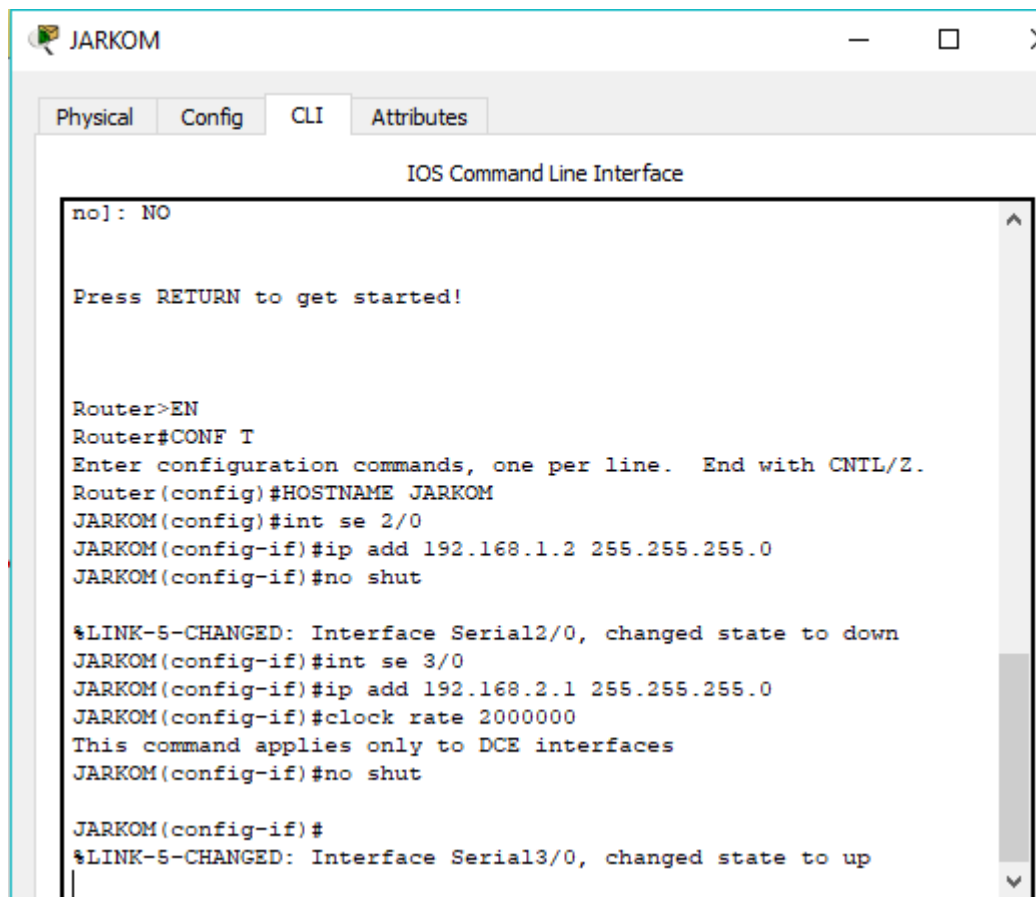 JARKOM
Physical Config CLI Attributes
IOS Command Line Interface
no]: NO
Press RETURN to get started!
Router>EN
Router#CONF T
Enter configuration commands, one per line.  End with CNTL/Z.
Router(config)#HOSTNAME JARKOM
JARKOM(config)#int se 2/0
JARKOM(config-if)#ip add 192.168.1.2 255.255.255.0
JARKOM(config-if)#no shut
%LINK-5-CHANGED: Interface Serial2/0, changed state to down
JARKOM(config-if)#int se 3/0
JARKOM(config-if)#ip add 192.168.2.1 255.255.255.0
JARKOM(config-if)#clock rate 2000000
This command applies only to DCE interfaces
JARKOM(config-if)#no shut
JARKOM(config-if)#
%LINK-5-CHANGED: Interface Serial3/0, changed state to up